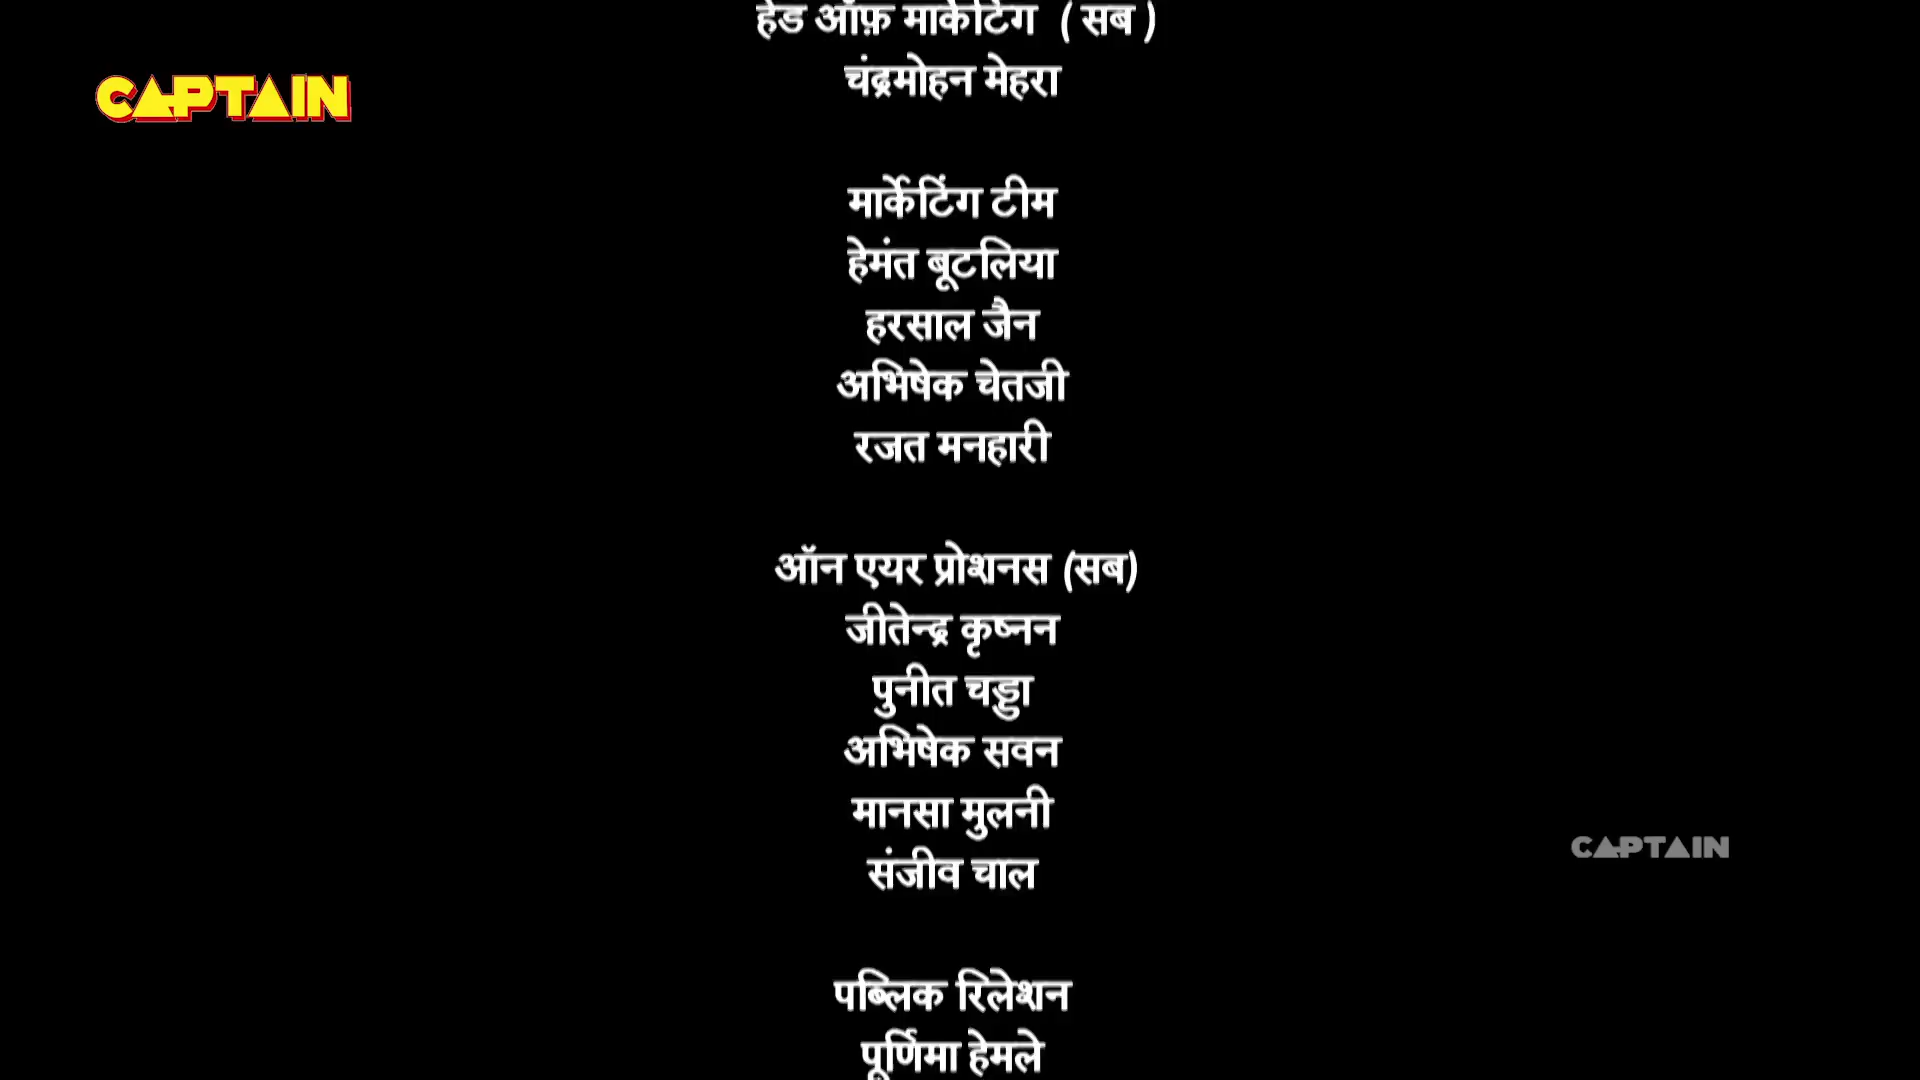 हेड ऑफ़ मार्केटिंग ( सब )
चंद्रमोहन मेहरा
CAPTAIN
मार्केटिंग टीम
हेमंत बूटलिया
हरसाल जैन
अभिषेक चेतजी
रजत मनहारी
ऑन एयर प्रोशनस (सब)
जीतेन्द्र कृष्नन
पुनीत चड्डा
अभिषेक सवन
मानसा मुलनी
CAPTAIN
संजीव चाल
पब्लिक रिलेशन
पूर्णिमा हेमले